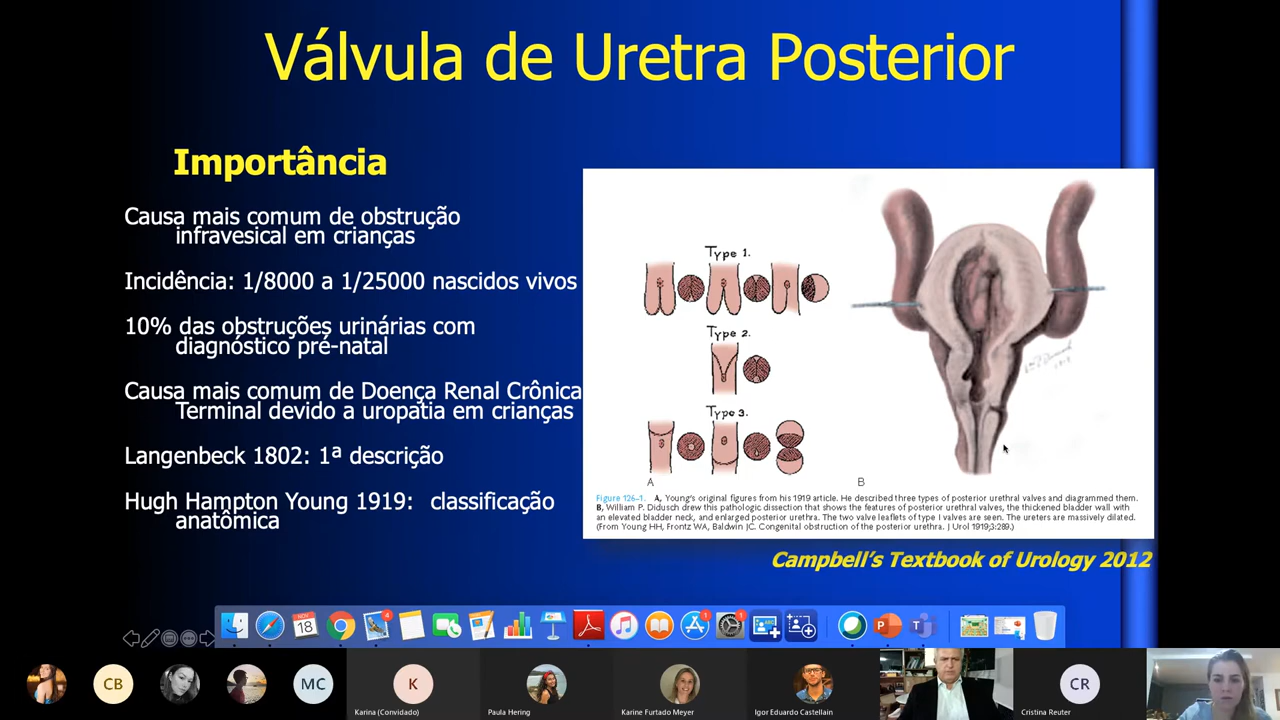 Válvula de Uretra Posterior
Importância
Causa mais comum de obstrução
infravesical em crianças
Incidência: 1/8000 a 1/25000 nascidos vivos
10% das obstruções urinárias com
diagnóstico pré-natal
Causa mais comum de Doença Renal Crônica
Terminal devido a uropatia em crianças
Langenbeck 1802: 1ª descrição
Hugh Hampton Young 1919: classificação
anatômica
Type 1.
Type 2.
Type 3.
A
B
Figure 126-1. A, Young's original figures from his 1919 article. He described three types of posterior urethral valves and diagrammed them.
B, William P. Didusch drew this pathologic dissection that shows the features of posterior urethral valves, the thickened bladder wall with
an elevated bladder neck, and enlarged posterior urethra. The two valve leaflets of type I valves are seen. The ureters are massively dilated.
(From Young HH, Frontz WA, Baldwin JC. Congenital obstruction of the posterior urethra. J Urol 1919;3:289.)
Campbell's Textbook of Urology 2012
NOV
18
4
1
1
CB
MC
K
CR
Karina (Convidado)
Paula Hering
Karine Furtado Meyer
Igor Eduardo Castellain
Cristina Reuter